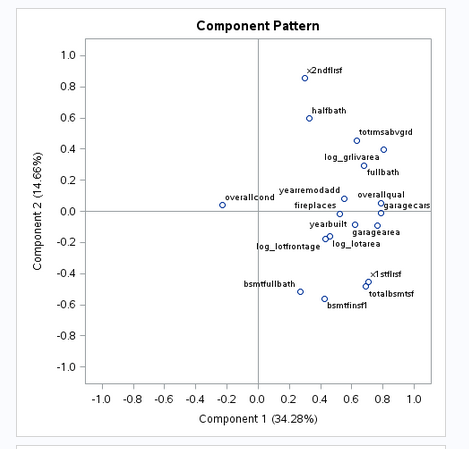 Component Pattern
1.0
0.8
0.6
0.4
0.2
0.0
-0.2
-0.4
-0.6
-0.8
-1.0
Component 2 (14.66%)
x2ndflrsf
halfbath
totrmsabvgrd
log_grlivarea
fullbath
yearremodadd
overallqual
overallcond
fireplaces
garagecars
yearbuilt
garagearea
log_lotfrontage
log_lotarea
x1stflrsf
bsmtfullbath
totalbsmtsf
bsmtfinsf1
-1.0 -0.8 -0.6 -0.4 -0.2 0.0 0.2 0.4 0.6 0.8 1.0
Component 1 (34.28%)